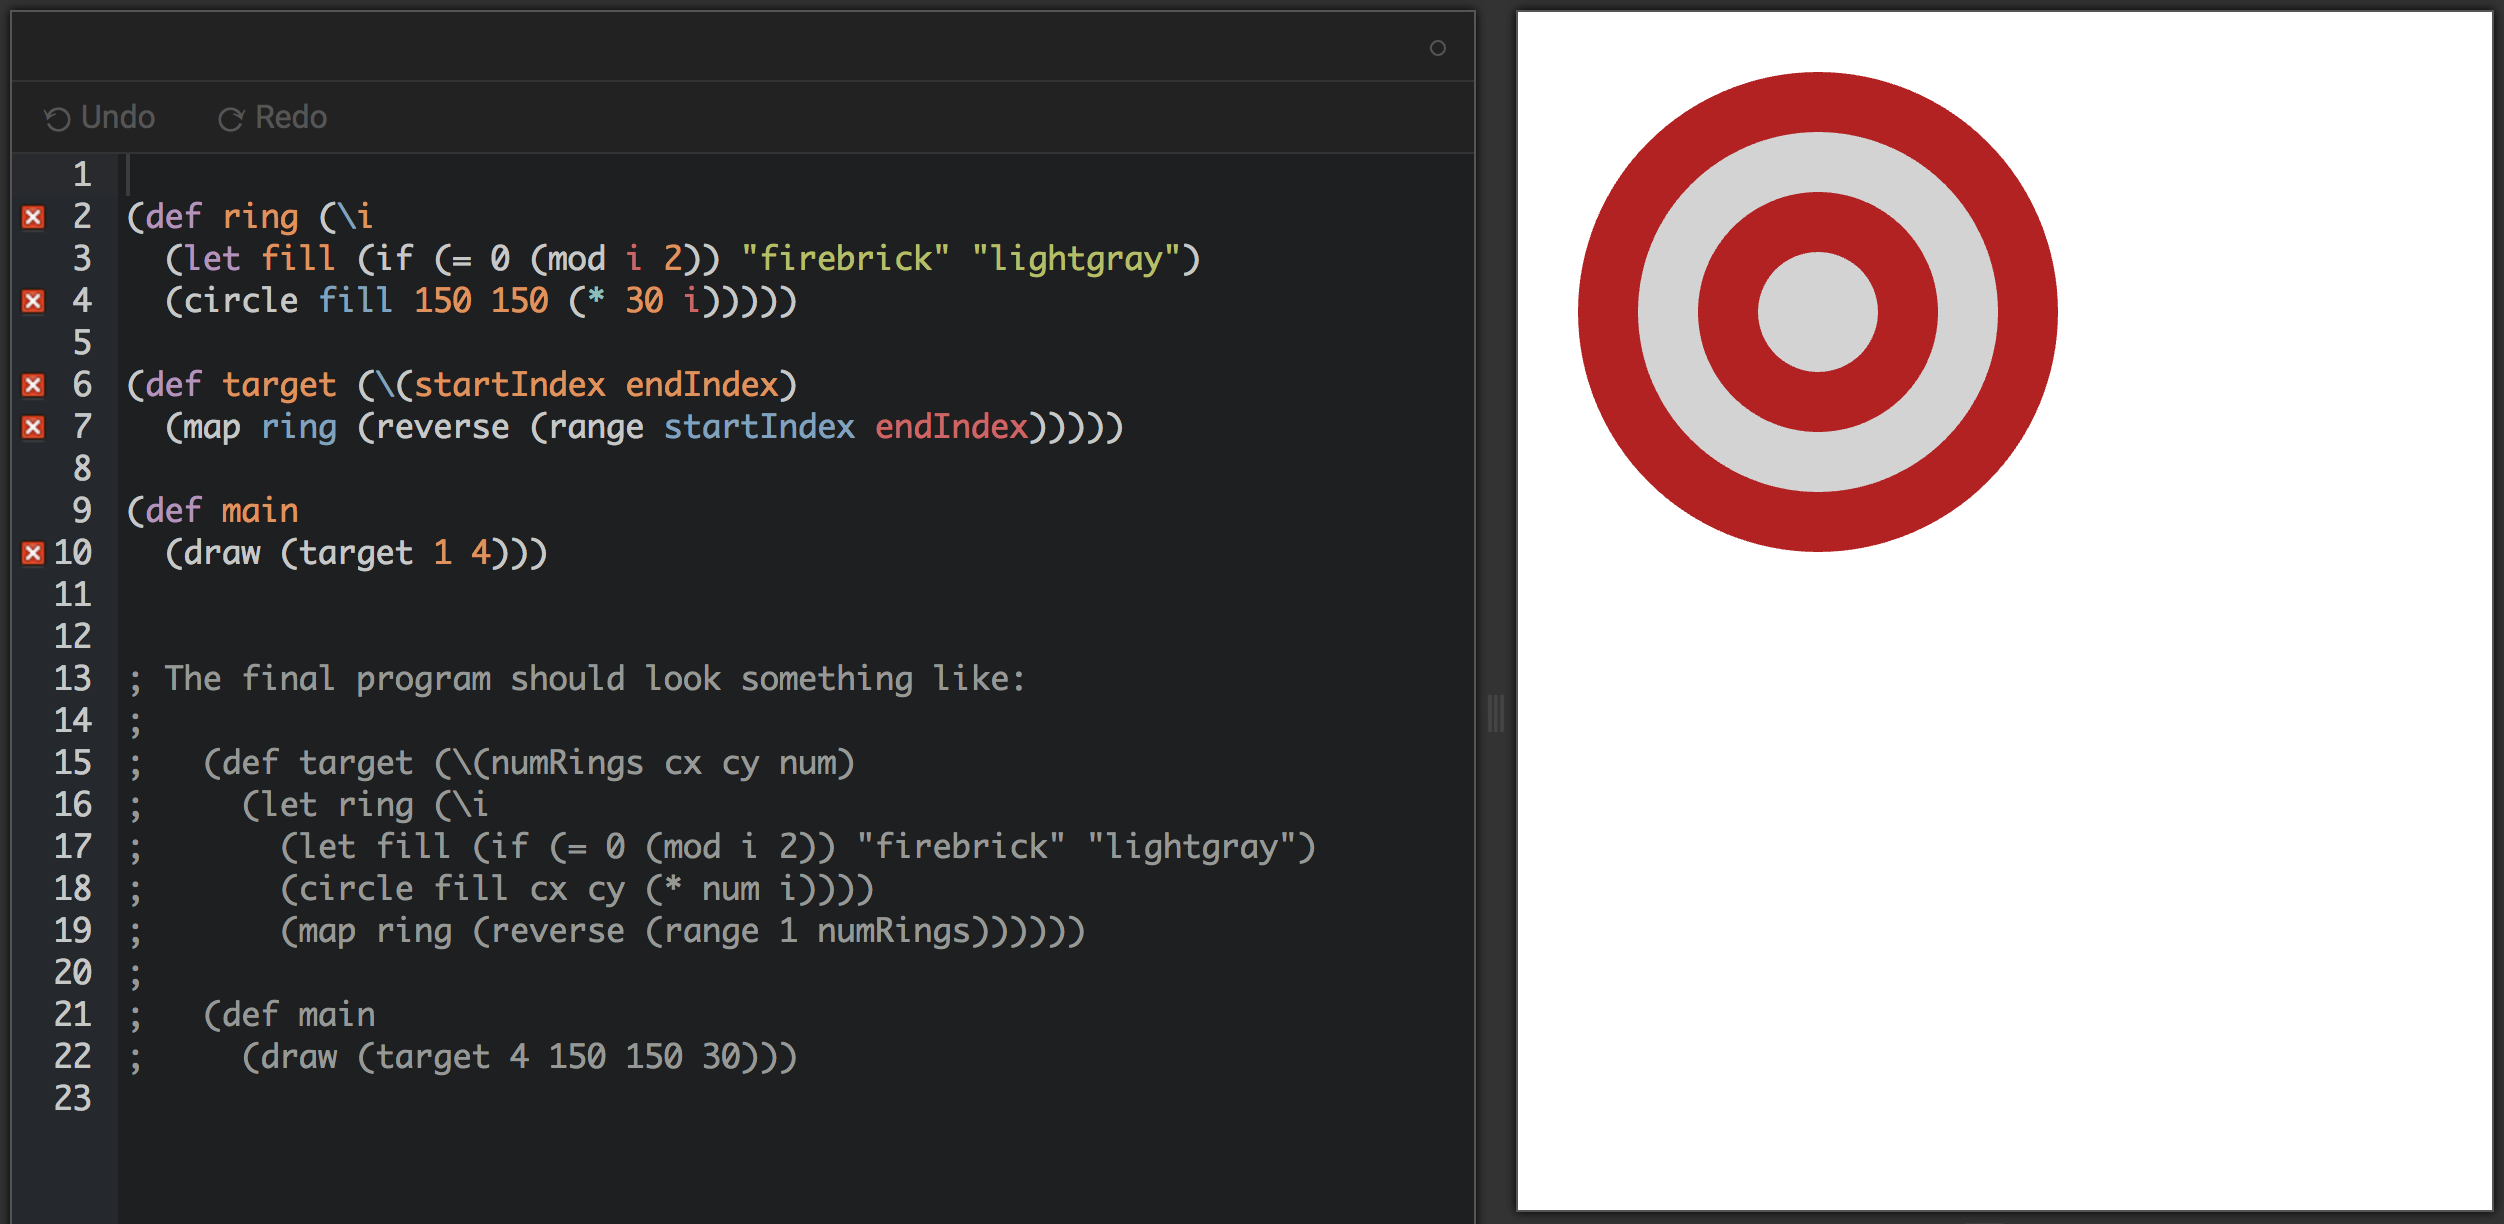 Undo Redo
1
2 (def ring (\i
3   (let fill (if (= 0 (mod i 2)) "firebrick" "lightgray")
4   (circle fill 150 150 (* 30 i)))))
5
6 (def target (\(startIndex endIndex)
7   (map ring (reverse (range startIndex endIndex)))))
8
9 (def main
10   (draw (target 1 4)))
11
12
13 ; The final program should look something like:
14 ;
15 ;   (def target (\(numRings cx cy num)
16 ;     (let ring (\i
17 ;       (let fill (if (= 0 (mod i 2)) "firebrick" "lightgray")
18 ;       (circle fill cx cy (* num i))))
19 ;       (map ring (reverse (range 1 numRings))))))
20 ;
21 ;   (def main
22 ;     (draw (target 4 150 150 30)))
23